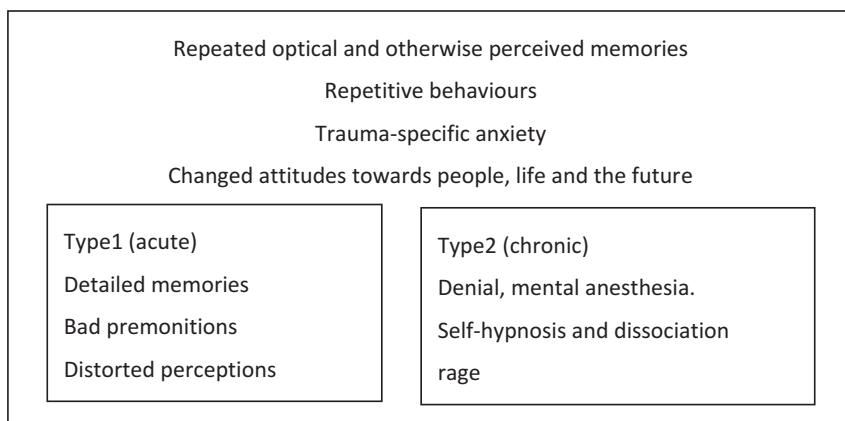 Repeated optical and otherwise perceived memories
Repetitive behaviours
Trauma-specific anxiety
Changed attitudes towards people, life and the future
Type1 (acute)
Detailed memories
Bad premonitions
Distorted perceptions
Type2 (chronic)
Denial, mental anesthesia.
Self-hypnosis and dissociation
rage